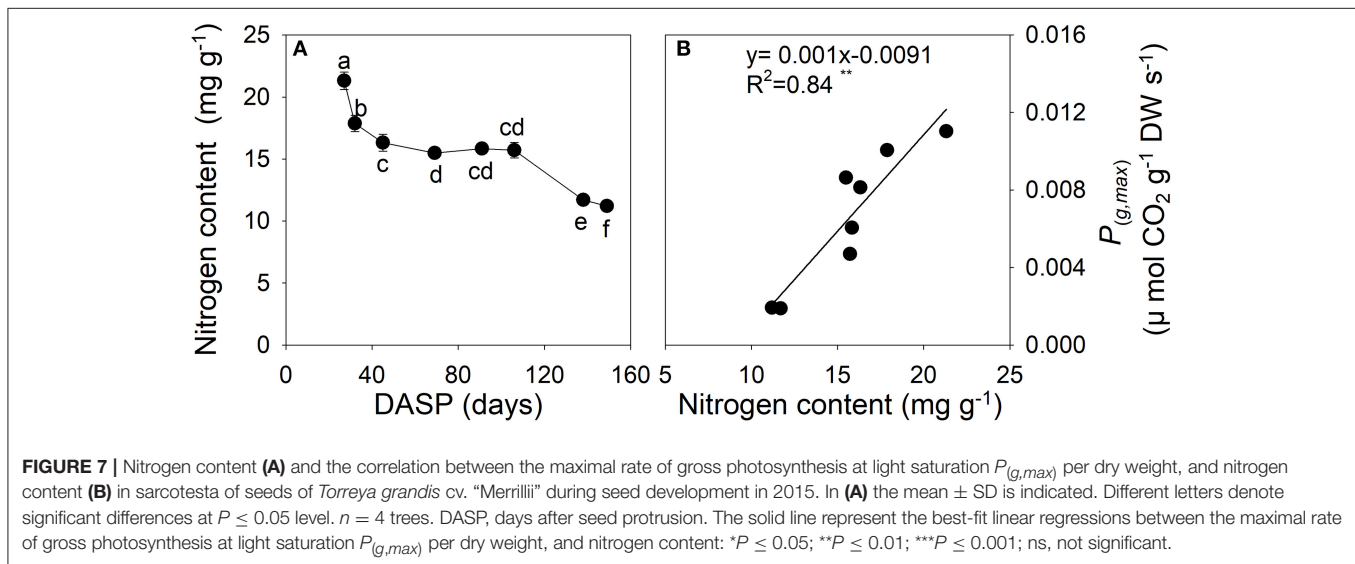 A
Nitrogen content (mg g⁻¹)
25
20
15
10
5
0
a
b
c
d
cd
cd
e
f
0 40 80 120 160
DASP (days)
B
y= 0.001x-0.0091
R²=0.84 **
5 10 15 20 25
Nitrogen content (mg g⁻¹)
0.016
0.012
0.008
0.004
0.000
P(g,max)
(μ mol CO₂ g⁻¹ DW s⁻¹)
FIGURE 7 | Nitrogen content (A) and the correlation between the maximal rate of gross photosynthesis at light saturation P(g,max) per dry weight, and nitrogen
content (B) in sarcotesta of seeds of Torreya grandis cv. “Merrillii” during seed development in 2015. In (A) the mean ± SD is indicated. Different letters denote
significant differences at P ≤ 0.05 level. n = 4 trees. DASP, days after seed protrusion. The solid line represent the best-fit linear regressions between the maximal rate
of gross photosynthesis at light saturation P(g,max) per dry weight, and nitrogen content: *P ≤ 0.05; **P ≤ 0.01; ***P ≤ 0.001; ns, not significant.